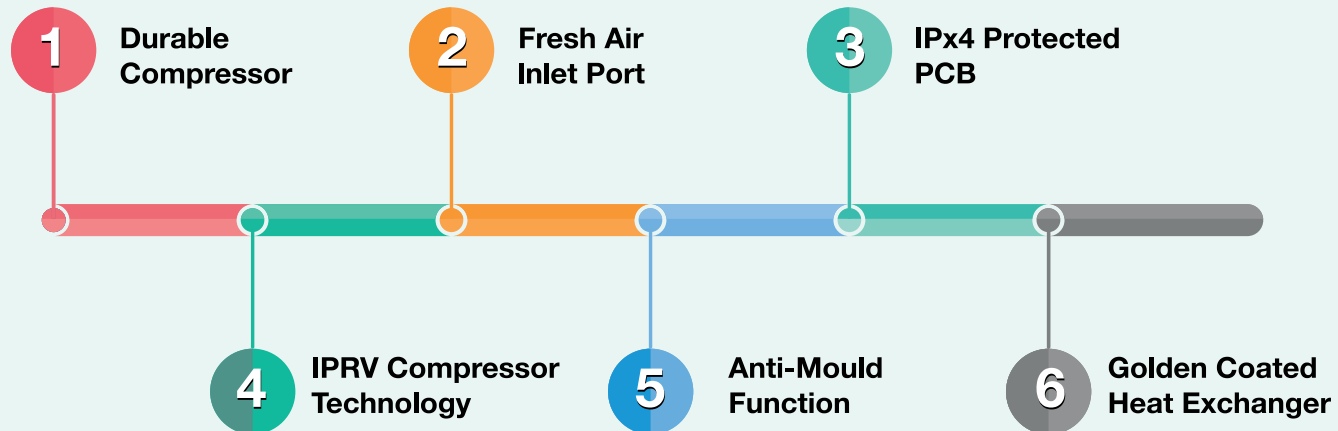 1
Durable
Compressor
2
Fresh Air
Inlet Port
3
IPx4 Protected
PCB
4
IPRV Compressor
Technology
5
Anti-Mould
Function
6
Golden Coated
Heat Exchanger